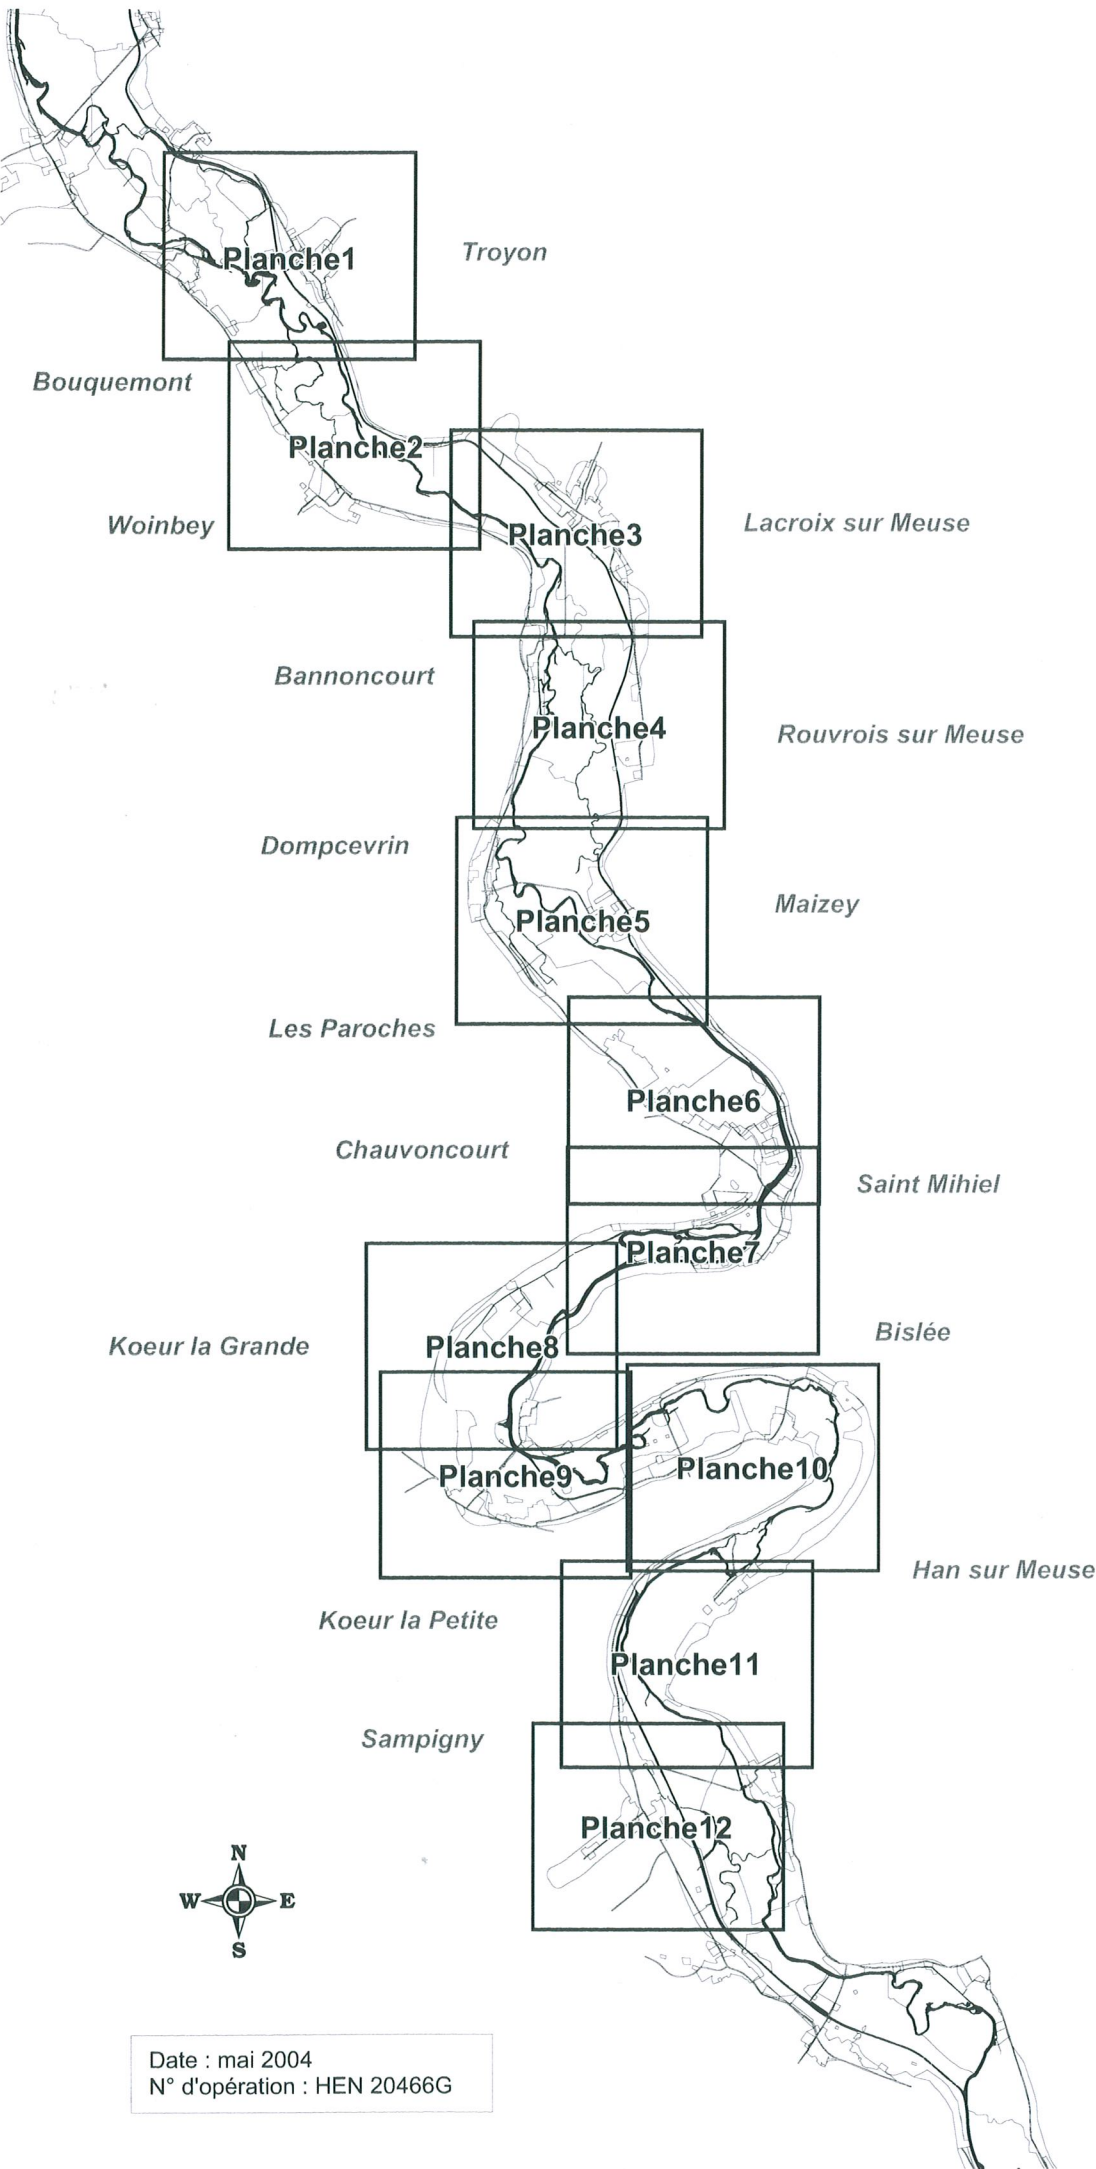 Planche1
Troyon
Bouquemont
Planche2
Woinbey
Planche3
Lacroix sur Meuse
Bannoncourt
Planche4
Rouvrois sur Meuse
Dompcevrin
Planche5
Maizey
Les Paroches
Planche6
Chauvoncourt
Saint Mihiel
Planche7
Koeur la Grande
Planche8
Bislée
Planche9
Planche10
Han sur Meuse
Koeur la Petite
Planche11
Sampigny
Planche12
N
W E
S
Date : mai 2004
N° d'opération : HEN 20466G